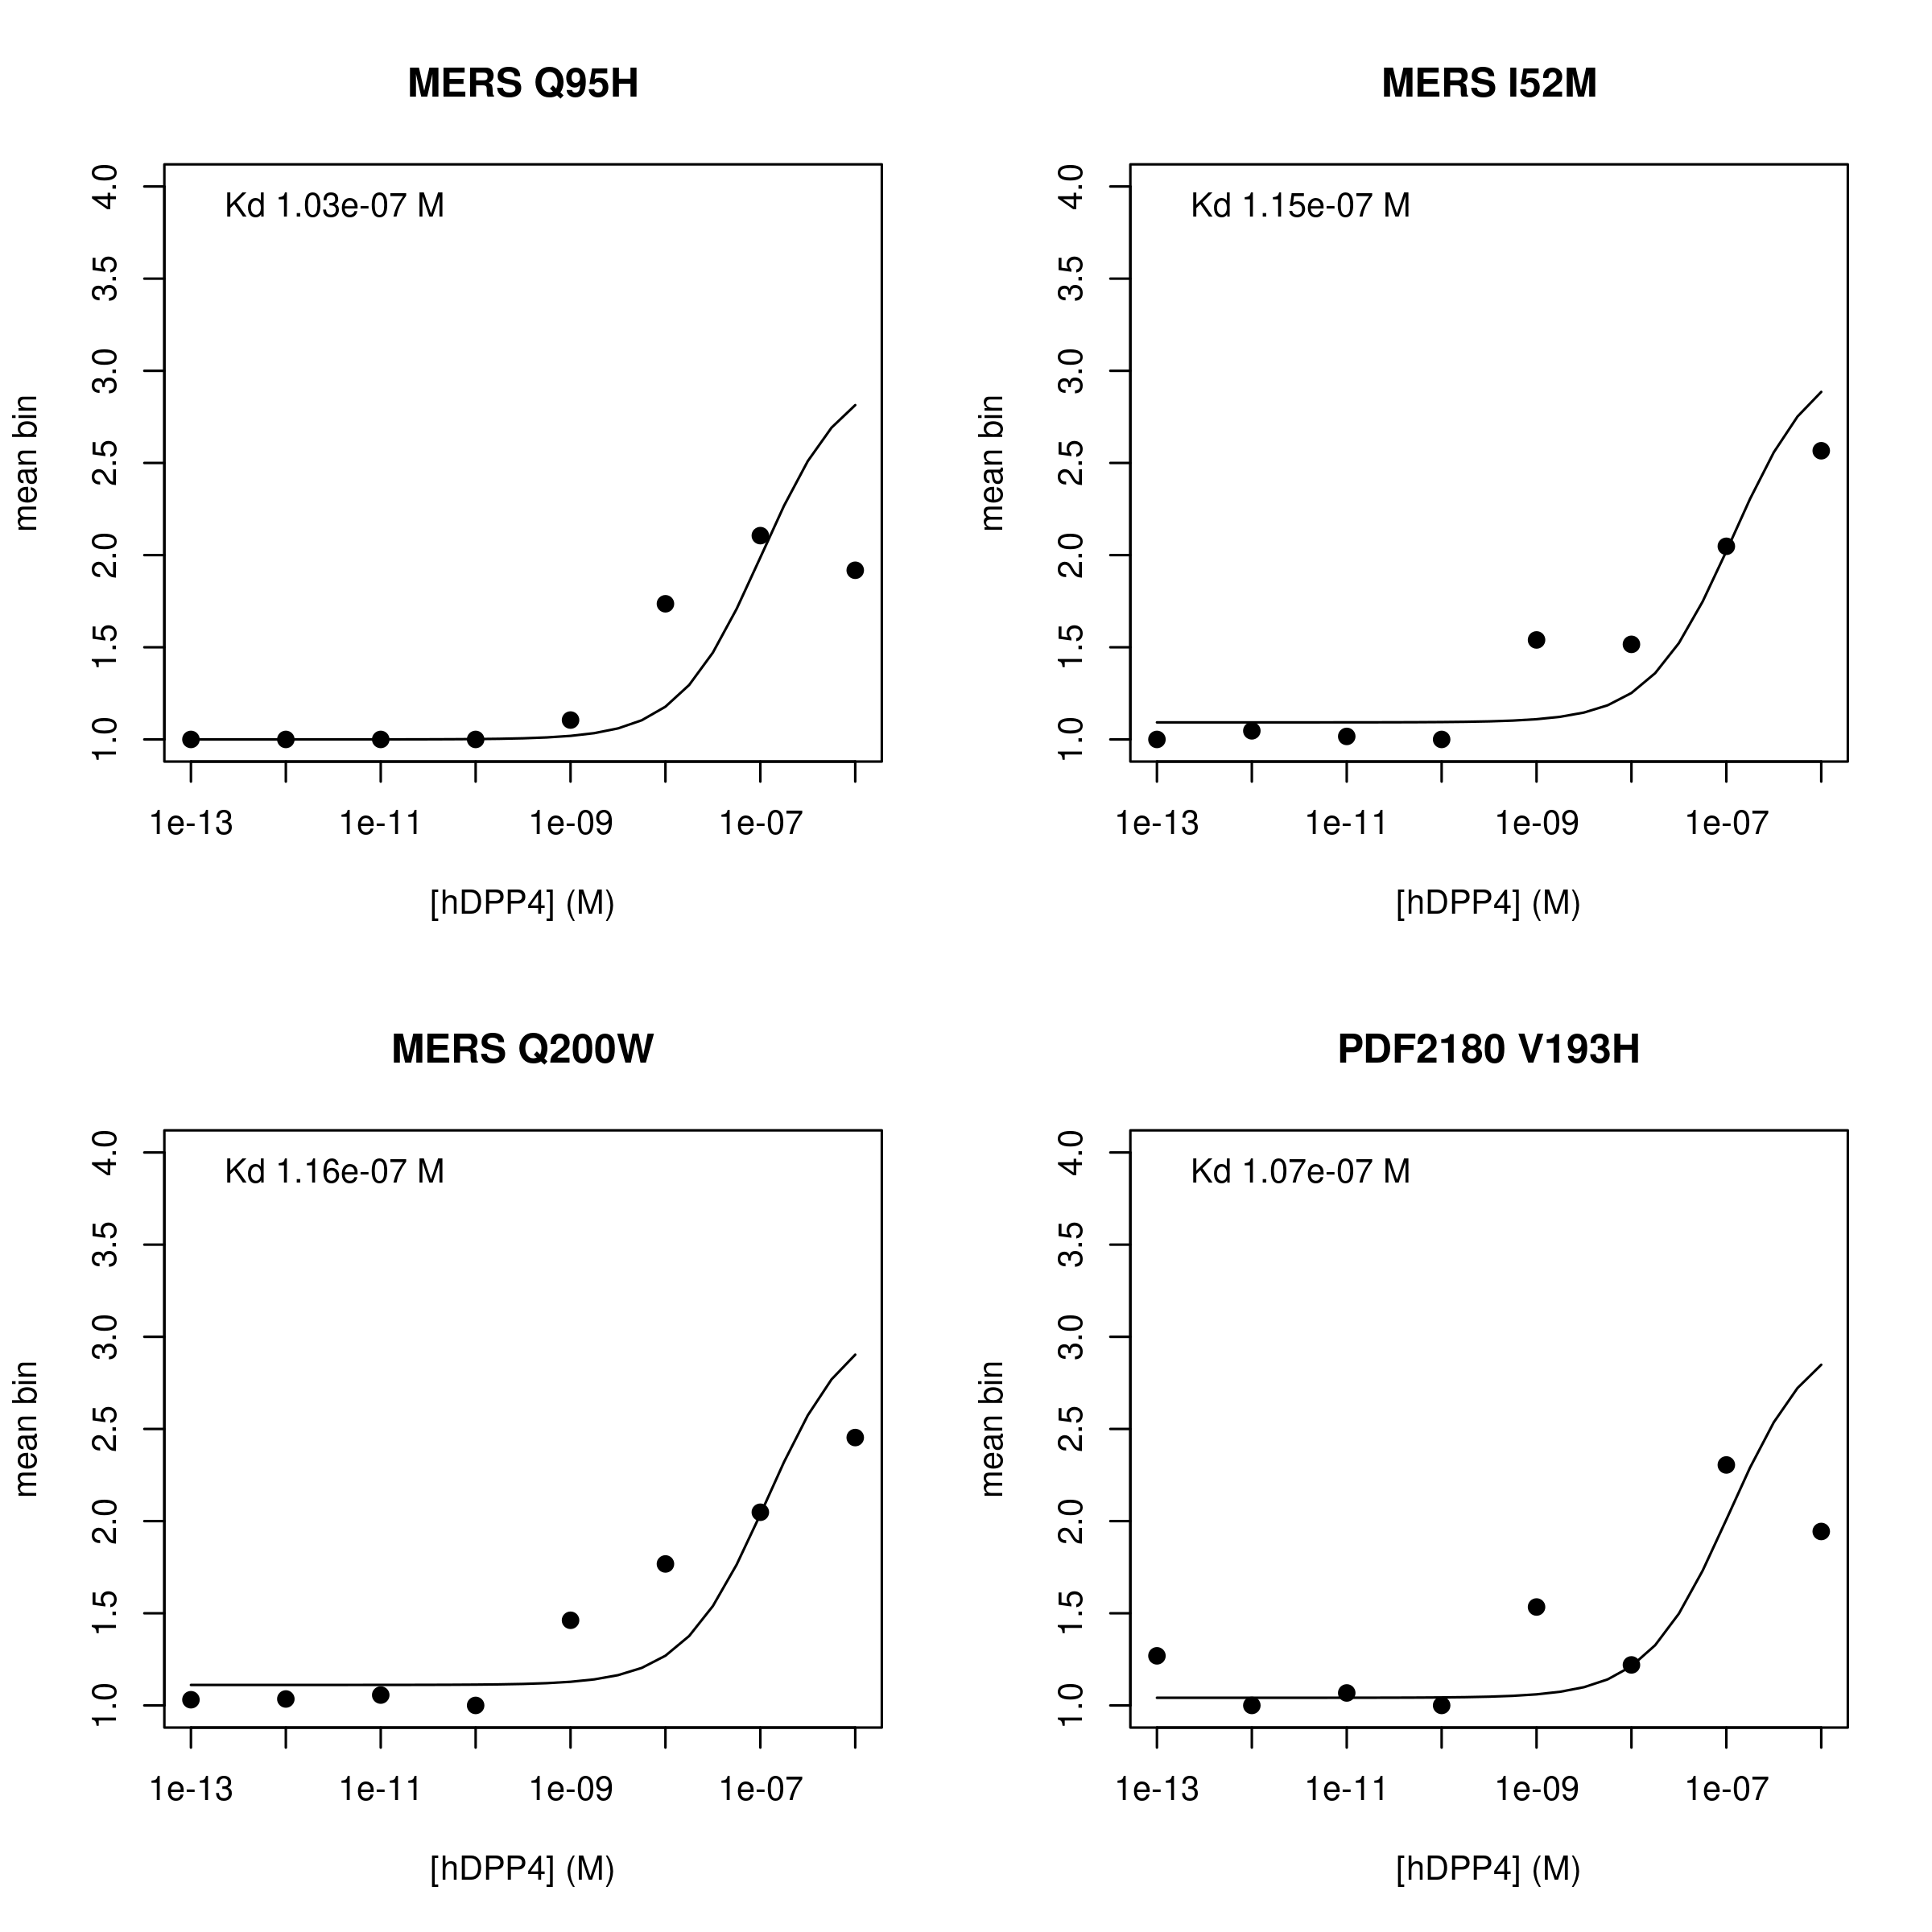 MERS Q95H
Kd 1.03e-07 M
mean bin
4.0
3.5
3.0
2.5
2.0
1.5
1.0
1e-13 1e-11 1e-09 1e-07
[hDPP4] (M)
MERS I52M
Kd 1.15e-07 M
mean bin
4.0
3.5
3.0
2.5
2.0
1.5
1.0
1e-13 1e-11 1e-09 1e-07
[hDPP4] (M)
MERS Q200W
Kd 1.16e-07 M
mean bin
4.0
3.5
3.0
2.5
2.0
1.5
1.0
1e-13 1e-11 1e-09 1e-07
[hDPP4] (M)
PDF2180 V193H
Kd 1.07e-07 M
mean bin
4.0
3.5
3.0
2.5
2.0
1.5
1.0
1e-13 1e-11 1e-09 1e-07
[hDPP4] (M)